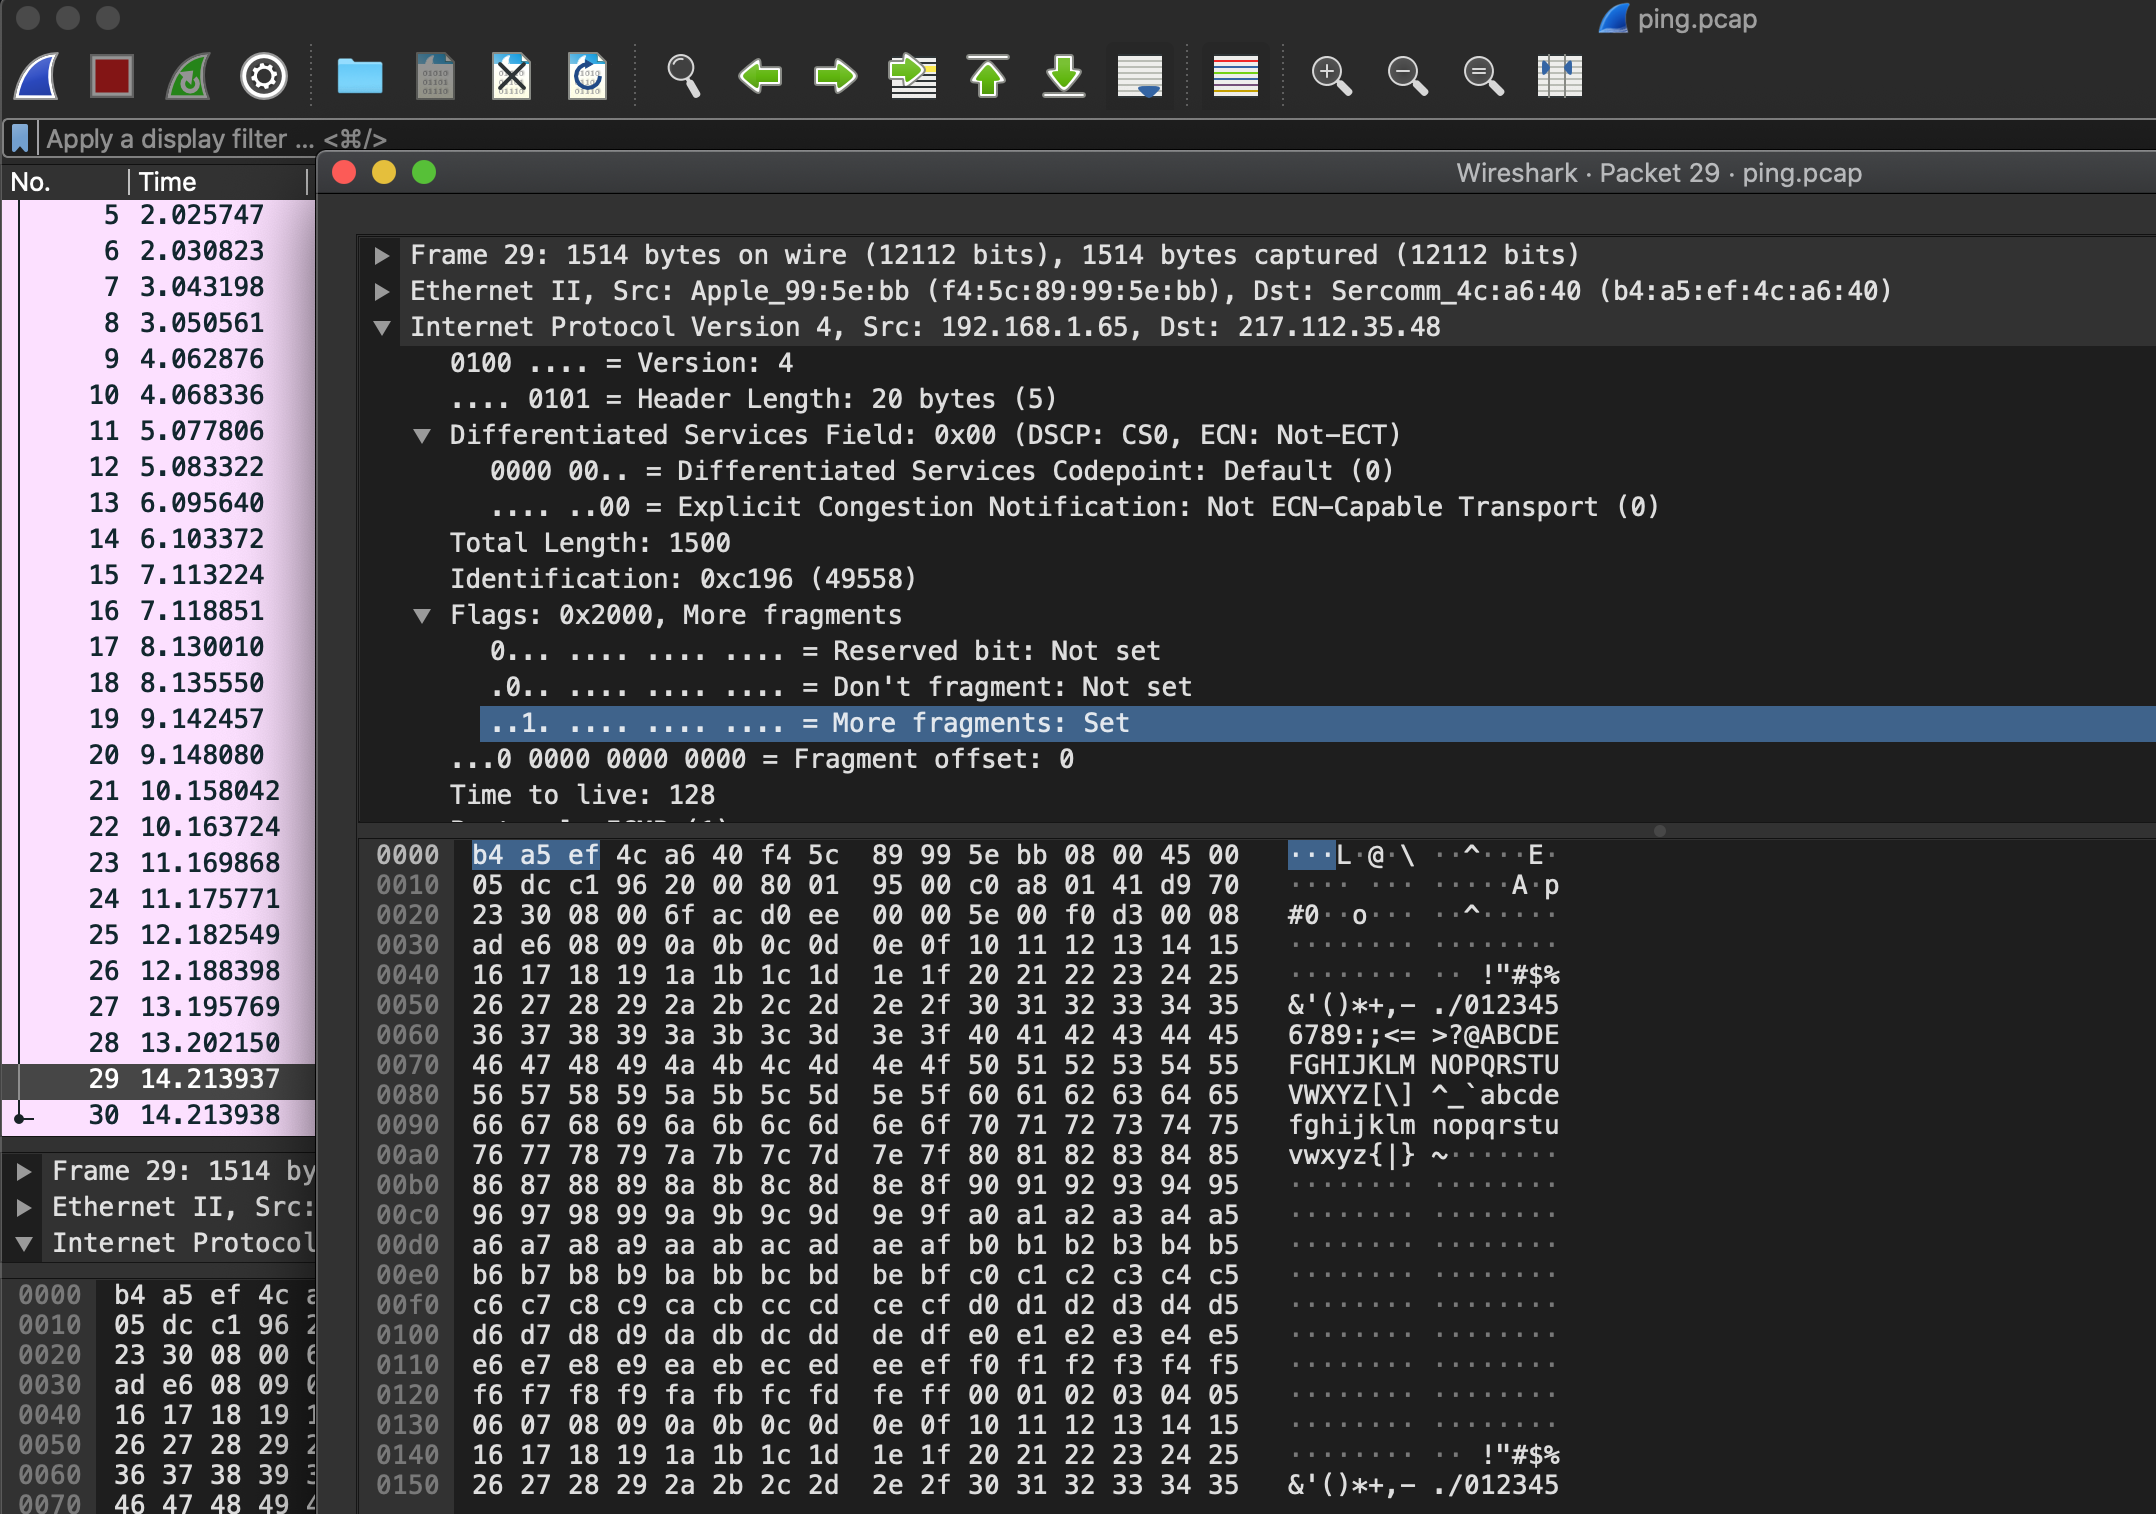 ping.pcap
Apply a display filter ... <⌘/>
No. Time
5 2.025747
6 2.030823
7 3.043198
8 3.050561
9 4.062876
10 4.068336
11 5.077806
12 5.083322
13 6.095640
14 6.103372
15 7.113224
16 7.118851
17 8.130010
18 8.135550
19 9.142457
20 9.148080
21 10.158042
22 10.163724
23 11.169868
24 11.175771
25 12.182549
26 12.188398
27 13.195769
28 13.202150
29 14.213937
30 14.213938
Frame 29: 1514 by
Ethernet II, Src:
Internet Protocol
0000 b4 a5 ef 4c
0010 05 dc c1 96
0020 23 30 08 00
0030 ad e6 08 09
0040 16 17 18 19
0050 26 27 28 29
0060 36 37 38 39
0070 46 47 48 49
Wireshark · Packet 29 · ping.pcap
Frame 29: 1514 bytes on wire (12112 bits), 1514 bytes captured (12112 bits)
Ethernet II, Src: Apple_99:5e:bb (f4:5c:89:99:5e:bb), Dst: Sercomm_4c:a6:40 (b4:a5:ef:4c:a6:40)
Internet Protocol Version 4, Src: 192.168.1.65, Dst: 217.112.35.48
0100 .... = Version: 4
.... 0101 = Header Length: 20 bytes (5)
Differentiated Services Field: 0x00 (DSCP: CS0, ECN: Not-ECT)
0000 00.. = Differentiated Services Codepoint: Default (0)
.... ..00 = Explicit Congestion Notification: Not ECN-Capable Transport (0)
Total Length: 1500
Identification: 0xc196 (49558)
Flags: 0x2000, More fragments
0... .... .... .... = Reserved bit: Not set
.0.. .... .... .... = Don't fragment: Not set
..1. .... .... .... = More fragments: Set
...0 0000 0000 0000 = Fragment offset: 0
Time to live: 128
0000 b4 a5 ef 4c a6 40 f4 5c 89 99 5e bb 08 00 45 00 ···L·@·\ ··^···E·
0010 05 dc c1 96 20 00 80 01 95 00 c0 a8 01 41 d9 70 ···· ··· ·····A·p
0020 23 30 08 00 6f ac d0 ee 00 00 5e 00 f0 d3 00 08 #0··o··· ··^·····
0030 ad e6 08 09 0a 0b 0c 0d 0e 0f 10 11 12 13 14 15 ········ ········
0040 16 17 18 19 1a 1b 1c 1d 1e 1f 20 21 22 23 24 25 ········ ·· !"#$%
0050 26 27 28 29 2a 2b 2c 2d 2e 2f 30 31 32 33 34 35 &'()*+,- ./012345
0060 36 37 38 39 3a 3b 3c 3d 3e 3f 40 41 42 43 44 45 6789:;<= >?@ABCDE
0070 46 47 48 49 4a 4b 4c 4d 4e 4f 50 51 52 53 54 55 FGHIJKLM NOPQRSTU
0080 56 57 58 59 5a 5b 5c 5d 5e 5f 60 61 62 63 64 65 VWXYZ[\] ^_`abcde
0090 66 67 68 69 6a 6b 6c 6d 6e 6f 70 71 72 73 74 75 fghijklm nopqrstu
00a0 76 77 78 79 7a 7b 7c 7d 7e 7f 80 81 82 83 84 85 vwxyz{|} ~·······
00b0 86 87 88 89 8a 8b 8c 8d 8e 8f 90 91 92 93 94 95 ········ ········
00c0 96 97 98 99 9a 9b 9c 9d 9e 9f a0 a1 a2 a3 a4 a5 ········ ········
00d0 a6 a7 a8 a9 aa ab ac ad ae af b0 b1 b2 b3 b4 b5 ········ ········
00e0 b6 b7 b8 b9 ba bb bc bd be bf c0 c1 c2 c3 c4 c5 ········ ········
00f0 c6 c7 c8 c9 ca cb cc cd ce cf d0 d1 d2 d3 d4 d5 ········ ········
0100 d6 d7 d8 d9 da db dc dd de df e0 e1 e2 e3 e4 e5 ········ ········
0110 e6 e7 e8 e9 ea eb ec ed ee ef f0 f1 f2 f3 f4 f5 ········ ········
0120 f6 f7 f8 f9 fa fb fc fd fe ff 00 01 02 03 04 05 ········ ········
0130 06 07 08 09 0a 0b 0c 0d 0e 0f 10 11 12 13 14 15 ········ ········
0140 16 17 18 19 1a 1b 1c 1d 1e 1f 20 21 22 23 24 25 ········ ·· !"#$%
0150 26 27 28 29 2a 2b 2c 2d 2e 2f 30 31 32 33 34 35 &'()*+,- ./012345